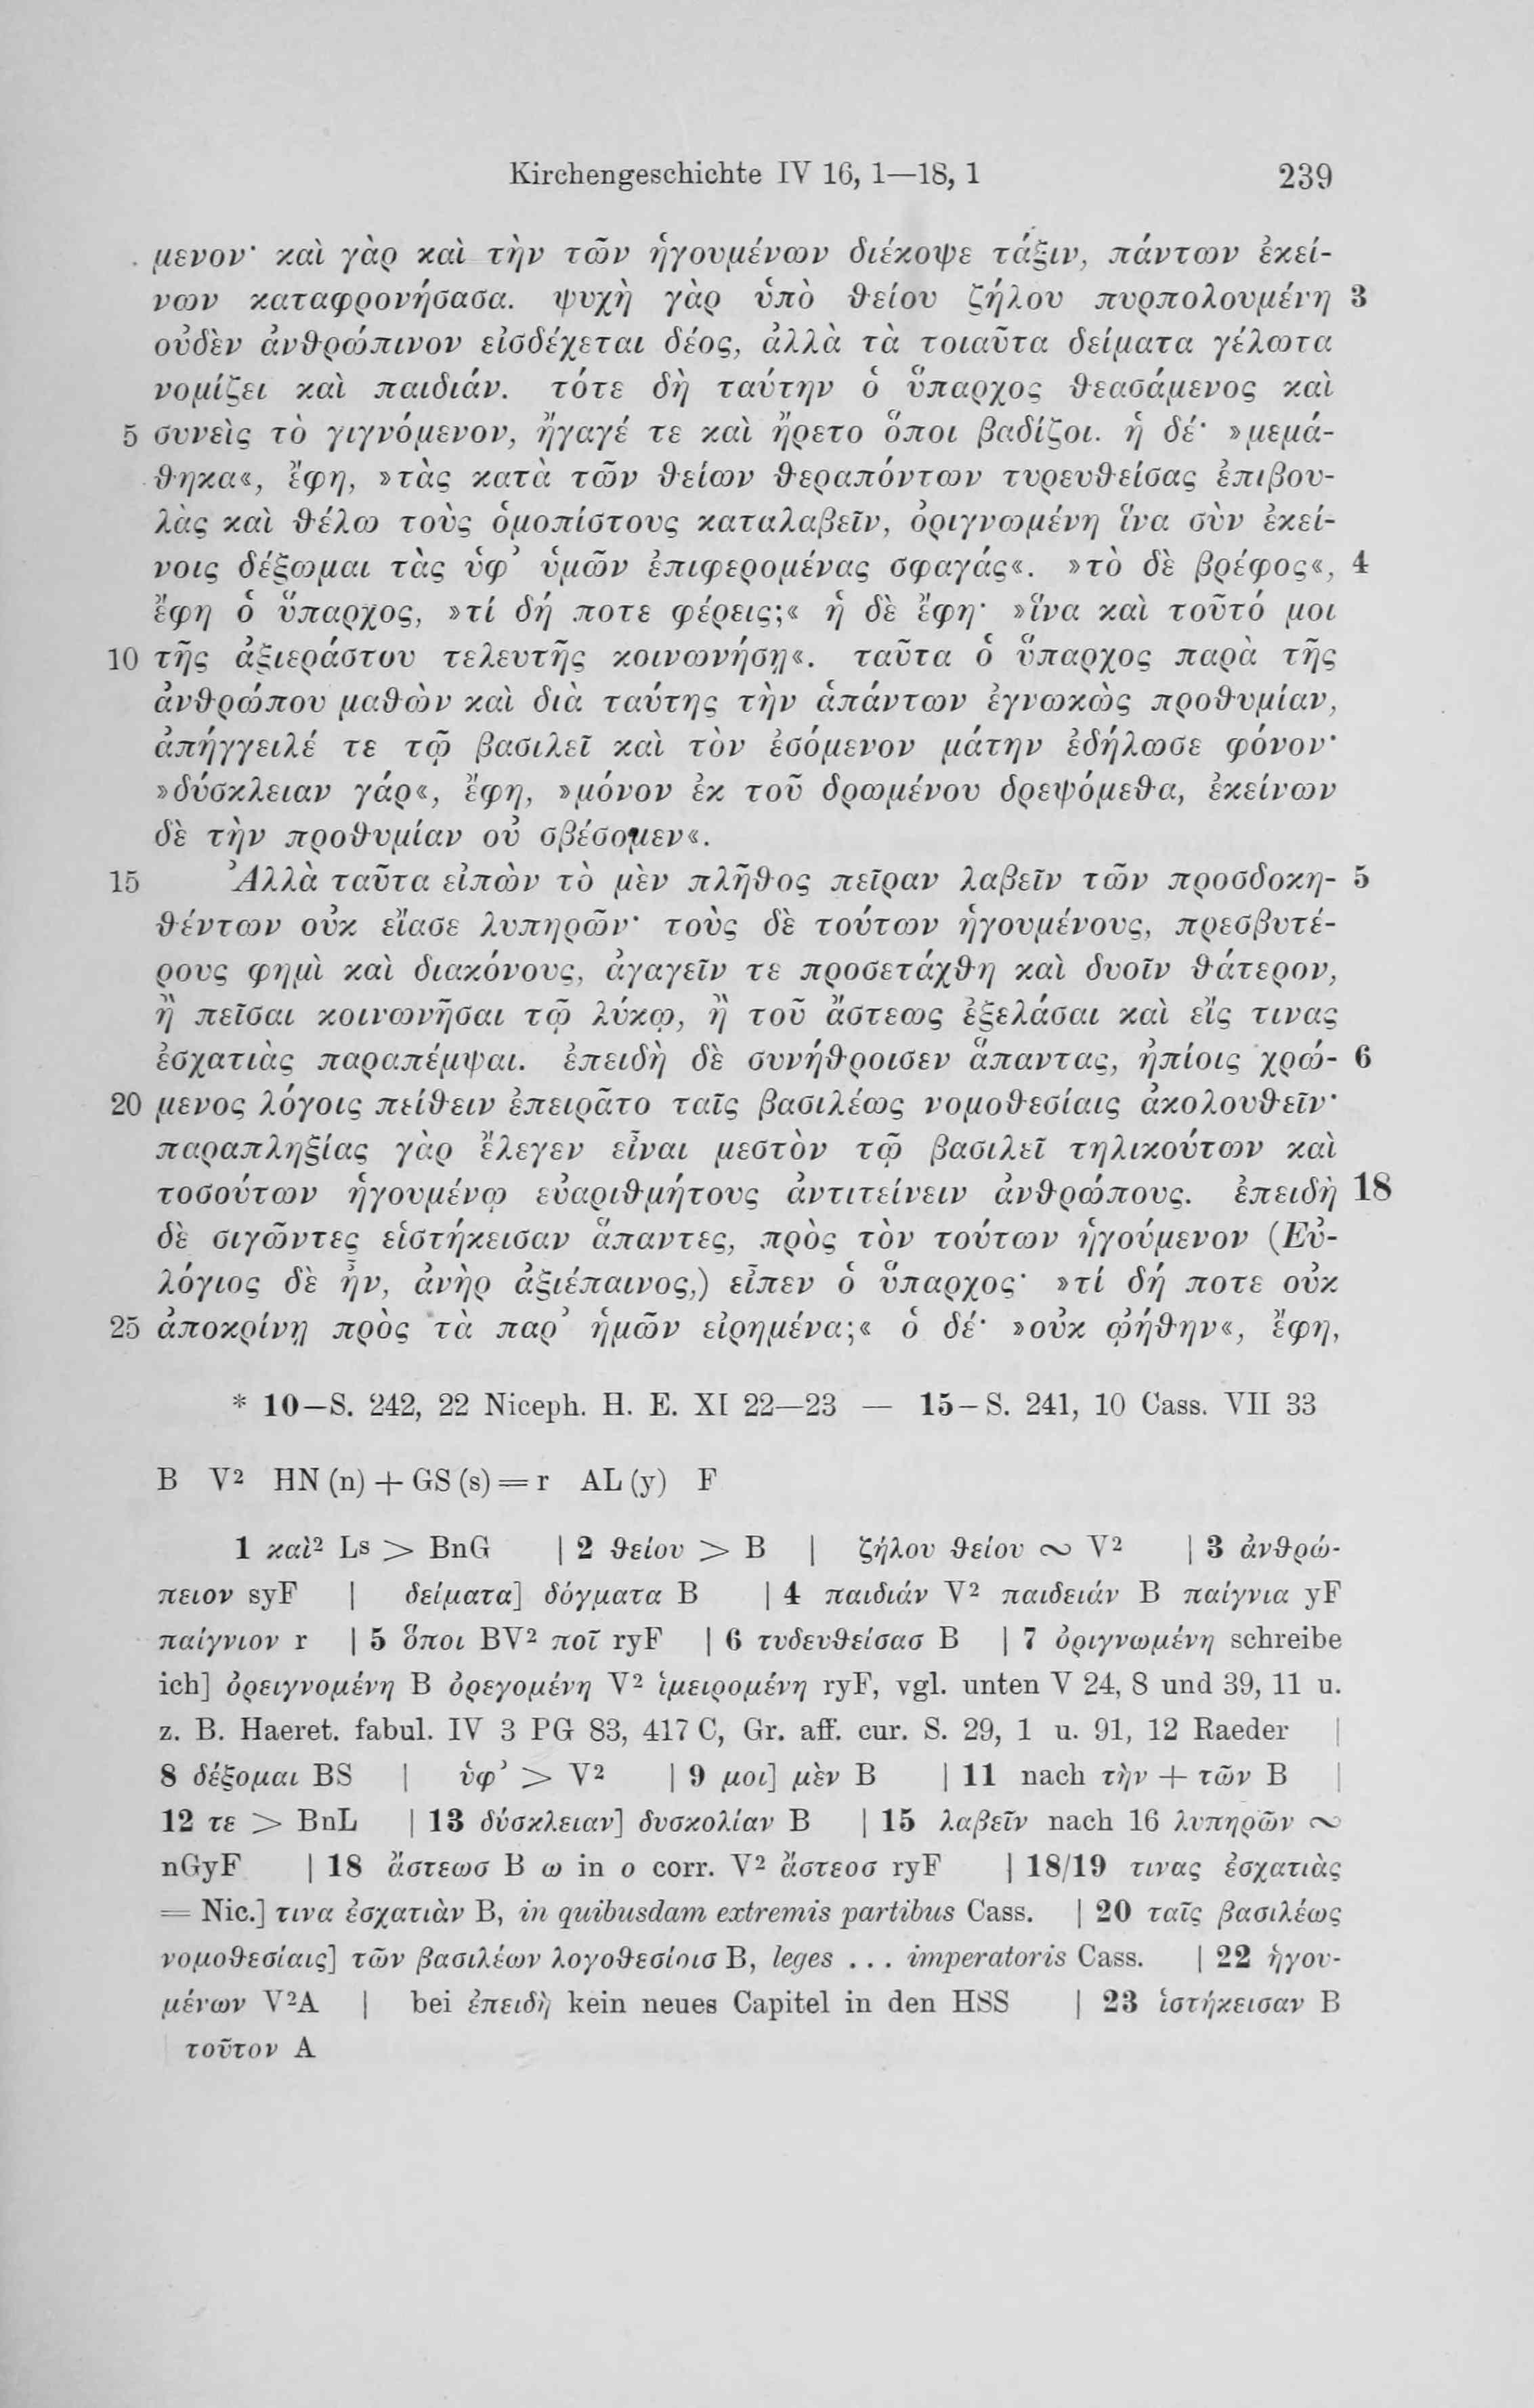 Kirchengeschichte IV 16, 1—18, 1 239
μενον· καὶ γὰρ καὶ τὴν τῶν ἡγουμένων διέκοψε τάξιν, πάντων ἐκεί-
νων καταφρονήσασα. ψυχὴ γὰρ ὑπὸ θείου ζήλου πυρπολουμένη 3
οὐδὲν ἀνθρώπινον εἰσδέχεται δέος, ἀλλὰ τὰ τοιαῦτα δείματα γέλωτα
νομίζει καὶ παιδιάν. τότε δὴ ταύτην ὁ ὕπαρχος θεασάμενος καὶ
5 συνεὶς τὸ γιγνόμενον, ἤγαγέ τε καὶ ἤρετο ὅποι βαδίζοι. ἡ δέ· »μεμά-
θηκα«, ἔφη, »τὰς κατὰ τῶν θείων θεραπόντων τυρευθείσας ἐπιβου-
λὰς καὶ θέλω τοὺς ὁμοπίστους καταλαβεῖν, ὀριγνωμένη ἵνα σὺν ἐκεί-
νοις δέξωμαι τὰς ὑφ’ ὑμῶν ἐπιφερομένας σφαγάς«. »τὸ δὲ βρέφος«, 4
ἔφη ὁ ὕπαρχος, »τί δή ποτε φέρεις;« ἡ δὲ ἔφη· »ἵνα καὶ τοῦτό μοι
10 τῆς ἀξιεράστου τελευτῆς κοινωνήσῃ«. ταῦτα ὁ ὕπαρχος παρὰ τῆς
ἀνθρώπου μαθὼν καὶ διὰ ταύτης τὴν ἁπάντων ἐγνωκὼς προθυμίαν,
ἀπήγγειλέ τε τῷ βασιλεῖ καὶ τὸν ἐσόμενον μάτην ἐδήλωσε φόνον·
»δύσκλειαν γάρ«, ἔφη, »μόνον ἐκ τοῦ δρωμένου δρεψόμεθα, ἐκείνων
δὲ τὴν προθυμίαν οὐ σβέσομεν«.
15 Ἀλλὰ ταῦτα εἰπὼν τὸ μὲν πλῆθος πεῖραν λαβεῖν τῶν προσδοκη- 5
θέντων οὐκ εἴασε λυπηρῶν· τοὺς δὲ τούτων ἡγουμένους, πρεσβυτέ-
ρους φημὶ καὶ διακόνους, ἀγαγεῖν τε προσετάχθη καὶ δυοῖν θάτερον,
ἢ πεῖσαι κοινωνῆσαι τῷ λύκῳ, ἢ τοῦ ἄστεως ἐξελάσαι καὶ εἴς τινας
ἐσχατιὰς παραπέμψαι. ἐπειδὴ δὲ συνήθροισεν ἅπαντας, ἠπίοις χρώ- 6
20 μενος λόγοις πείθειν ἐπειρᾶτο ταῖς βασιλέως νομοθεσίαις ἀκολουθεῖν·
παραπληξίας γὰρ ἔλεγεν εἶναι μεστὸν τῷ βασιλεῖ τηλικούτων καὶ
τοσούτων ἡγουμένῳ εὐαριθμήτους ἀντιτείνειν ἀνθρώπους. ἐπειδὴ 18
δὲ σιγῶντες εἱστήκεισαν ἅπαντες, πρὸς τὸν τούτων ἡγούμενον (Εὐ-
λόγιος δὲ ἦν, ἀνὴρ ἀξιέπαινος,) εἶπεν ὁ ὕπαρχος· »τί δή ποτε οὐκ
25 ἀποκρίνῃ πρὸς τὰ παρ’ ἡμῶν εἰρημένα;« ὁ δέ· »οὐκ ᾠήθην«, ἔφη,
* 10—S. 242, 22 Niceph. H. E. XI 22—23 — 15—S. 241, 10 Cass. VII 33
B V² HN (n) + GS (s) = r AL (y) F
1 καὶ² Ls > BnG | 2 θείου > B | ζήλου θείου ∾ V² | 3 ἀνθρώ-
πειον syF | δείματα] δόγματα B | 4 παιδιάν V² παιδειάν B παίγνια yF
παίγνιον r | 5 ὅποι BV² ποῖ ryF | 6 τυδευθείσασ B | 7 ὀριγνωμένη schreibe
ich] ὀρειγνομένη B ὀρεγομένη V² ἱμειρομένη ryF, vgl. unten V 24, 8 und 39, 11 u.
z. B. Haeret. fabul. IV 3 PG 83, 417 C, Gr. aff. cur. S. 29, 1 u. 91, 12 Raeder |
8 δέξομαι BS | ὑφ’ > V² | 9 μοι] μὲν B | 11 nach τὴν + τῶν B |
12 τε > BnL | 13 δύσκλειαν] δυσκολίαν B | 15 λαβεῖν nach 16 λυπηρῶν ∾
nGyF | 18 ἄστεωσ B ω in ο corr. V² ἄστεοσ ryF | 18/19 τινας ἐσχατιὰς
= Nic.] τινα ἐσχατιὰν B, in quibusdam extremis partibus Cass. | 20 ταῖς βασιλέως
νομοθεσίαις] τῶν βασιλέων λογοθεσίοισ B, leges . . . imperatoris Cass. | 22 ἡγου-
μένων V²A | bei ἐπειδὴ kein neues Capitel in den HSS | 23 ἱστήκεισαν B
τοῦτον A